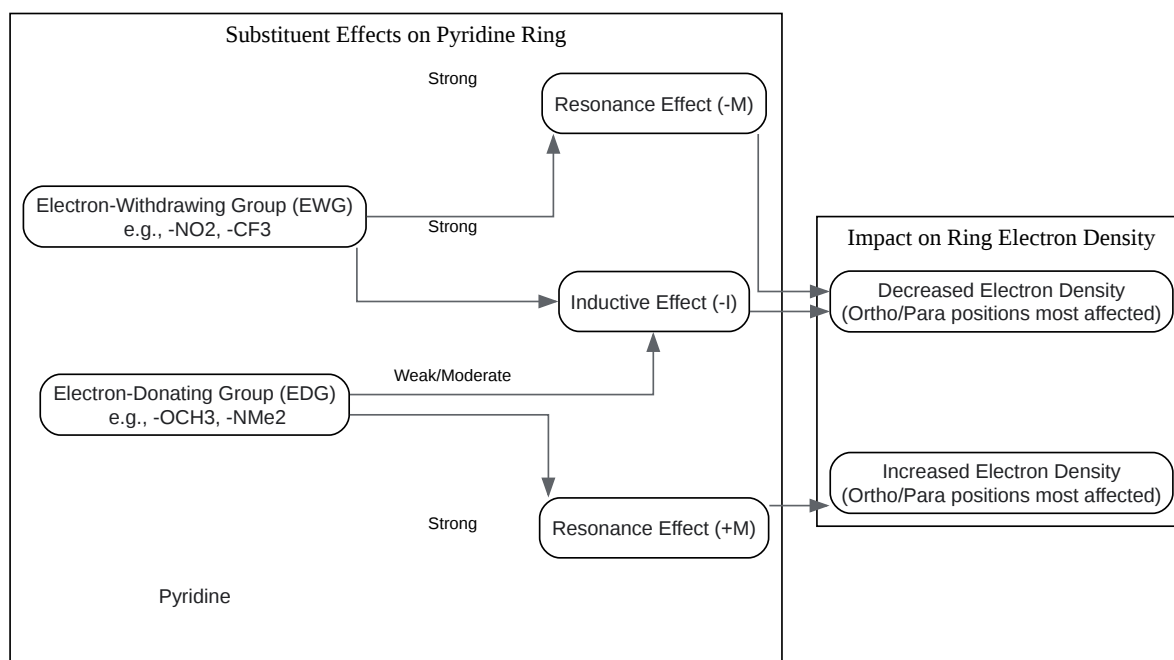 Substituent Effects on Pyridine Ring
Strong
Resonance Effect (-M)
Electron-Withdrawing Group (EWG)
e.g., -NO2, -CF3
Strong
Inductive Effect (-I)
Weak/Moderate
Electron-Donating Group (EDG)
e.g., -OCH3, -NMe2
Strong
Resonance Effect (+M)
Pyridine
Impact on Ring Electron Density
Decreased Electron Density
(Ortho/Para positions most affected)
Increased Electron Density
(Ortho/Para positions most affected)